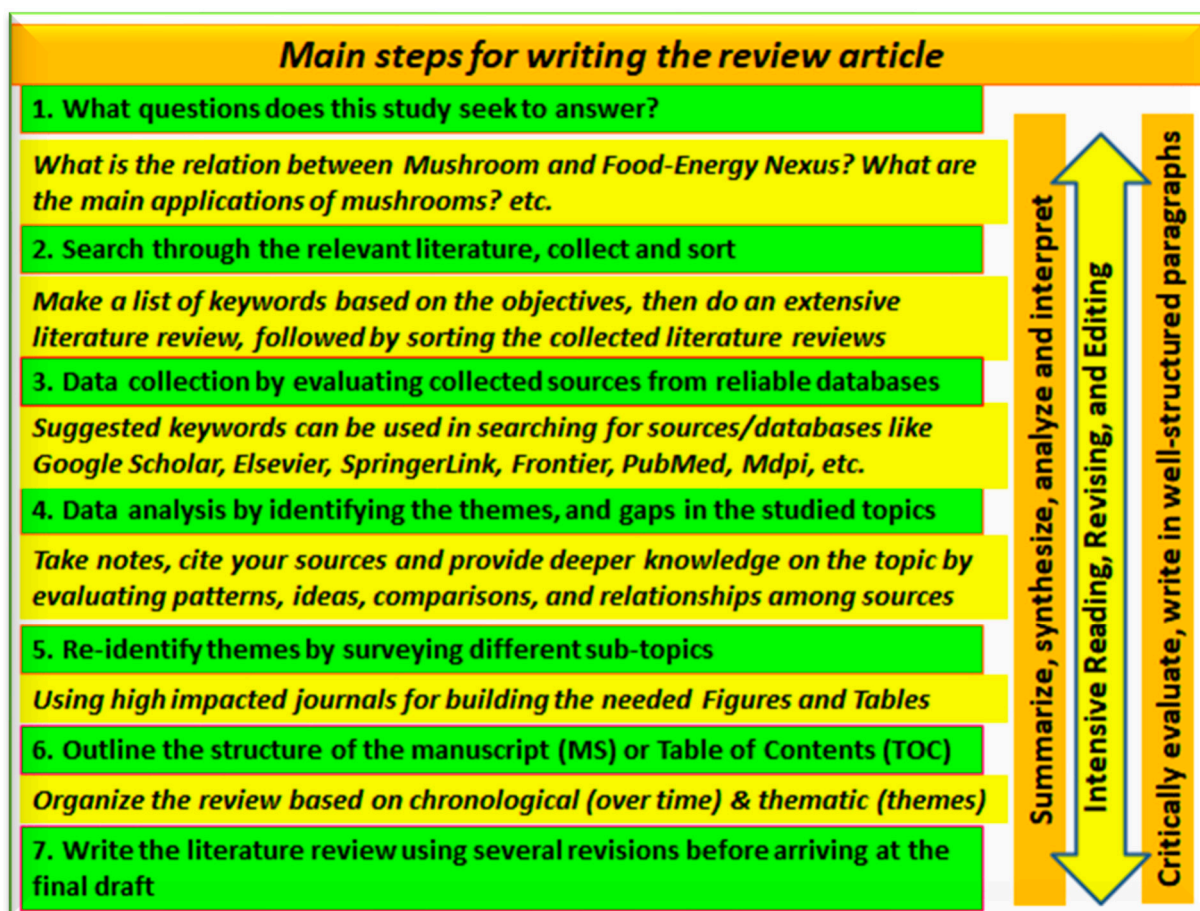 Main steps for writing the review article
1. What questions does this study seek to answer?
What is the relation between Mushroom and Food-Energy Nexus? What are
the main applications of mushrooms? etc.
2. Search through the relevant literature, collect and sort
Make a list of keywords based on the objectives, then do an extensive
literature review, followed by sorting the collected literature reviews
3. Data collection by evaluating collected sources from reliable databases
Suggested keywords can be used in searching for sources/databases like
Google Scholar, Elsevier, SpringerLink, Frontier, PubMed, Mdpi, etc.
4. Data analysis by identifying the themes, and gaps in the studied topics
Take notes, cite your sources and provide deeper knowledge on the topic by
evaluating patterns, ideas, comparisons, and relationships among sources
5. Re-identify themes by surveying different sub-topics
Using high impacted journals for building the needed Figures and Tables
6. Outline the structure of the manuscript (MS) or Table of Contents (TOC)
Organize the review based on chronological (over time) & thematic (themes)
7. Write the literature review using several revisions before arriving at the
final draft
Summarize, synthesize, analyze and interpret
Intensive Reading, Revising, and Editing
Critically evaluate, write in well-structured paragraphs